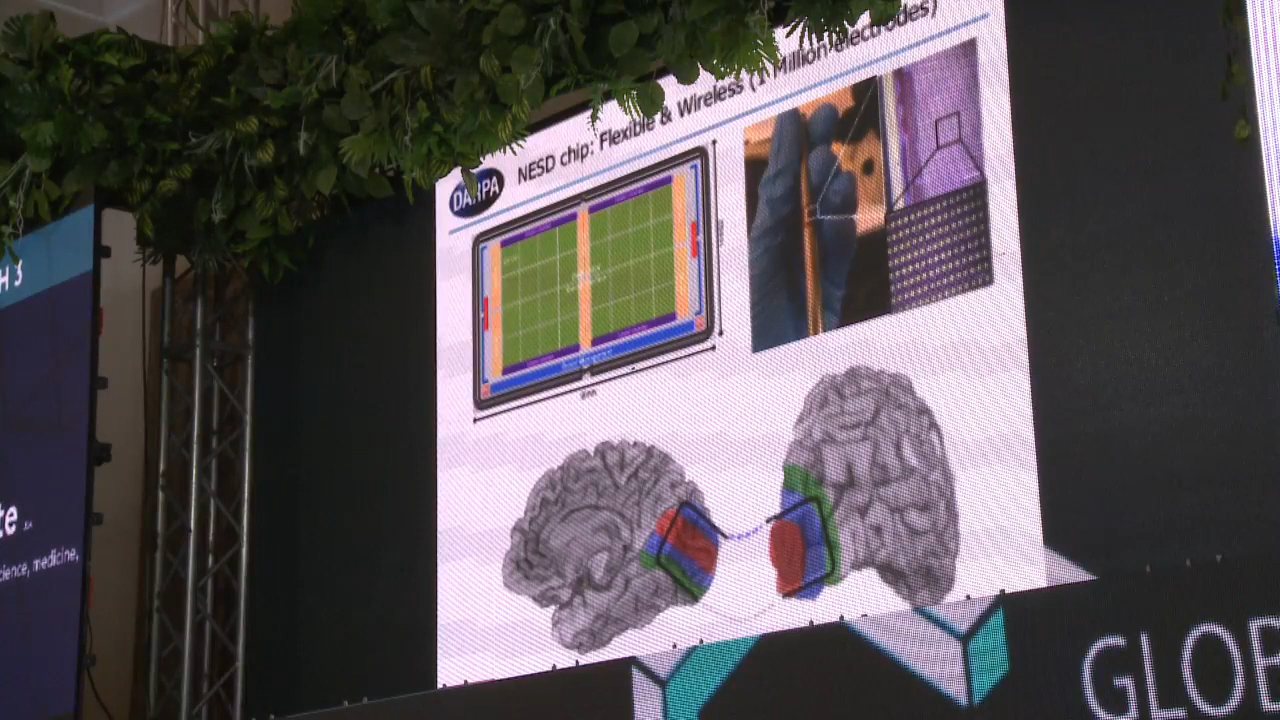 NESD chip: Flexible & Wireless (1 Million electrodes)
DARPA
H 3
te
cience, medicine,
GLOB